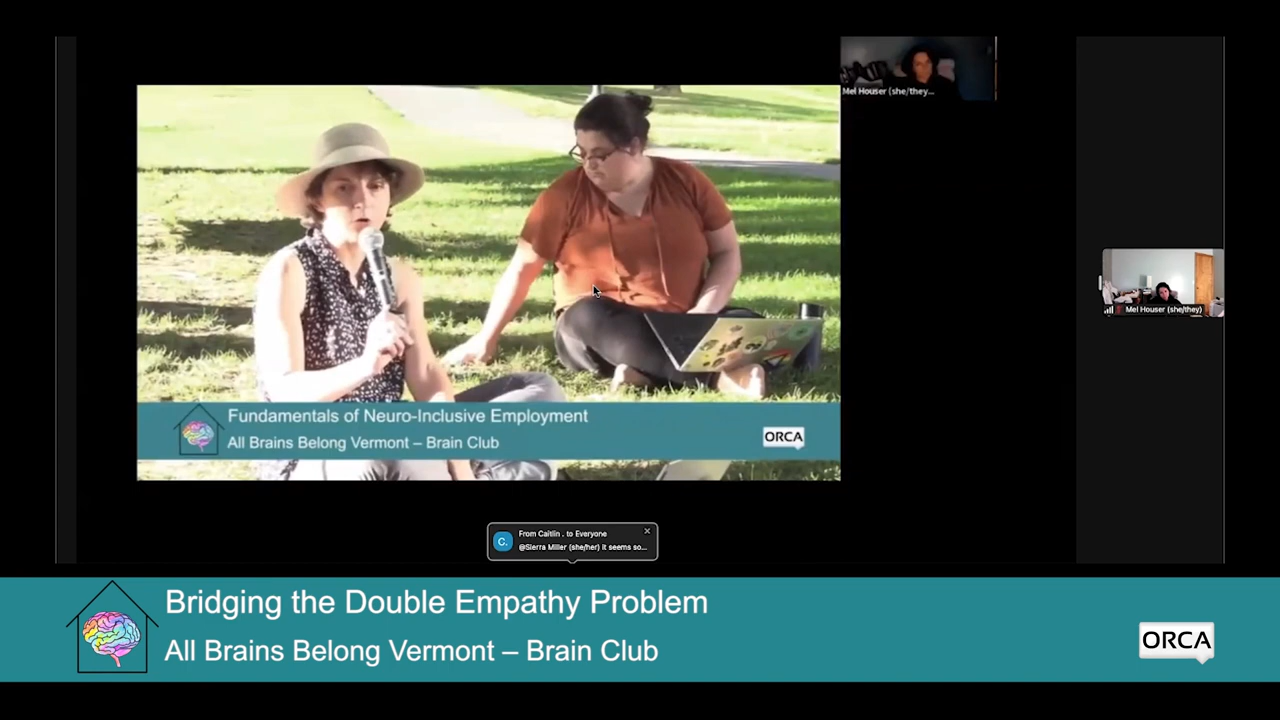 Mel Houser (she/they...
Mel Houser (she/they)
Fundamentals of Neuro-Inclusive Employment
All Brains Belong Vermont – Brain Club
ORCA
From Caitlin . to Everyone
C.
@Sierra Miller (she/her) it seems so...
Bridging the Double Empathy Problem
All Brains Belong Vermont – Brain Club
ORCA